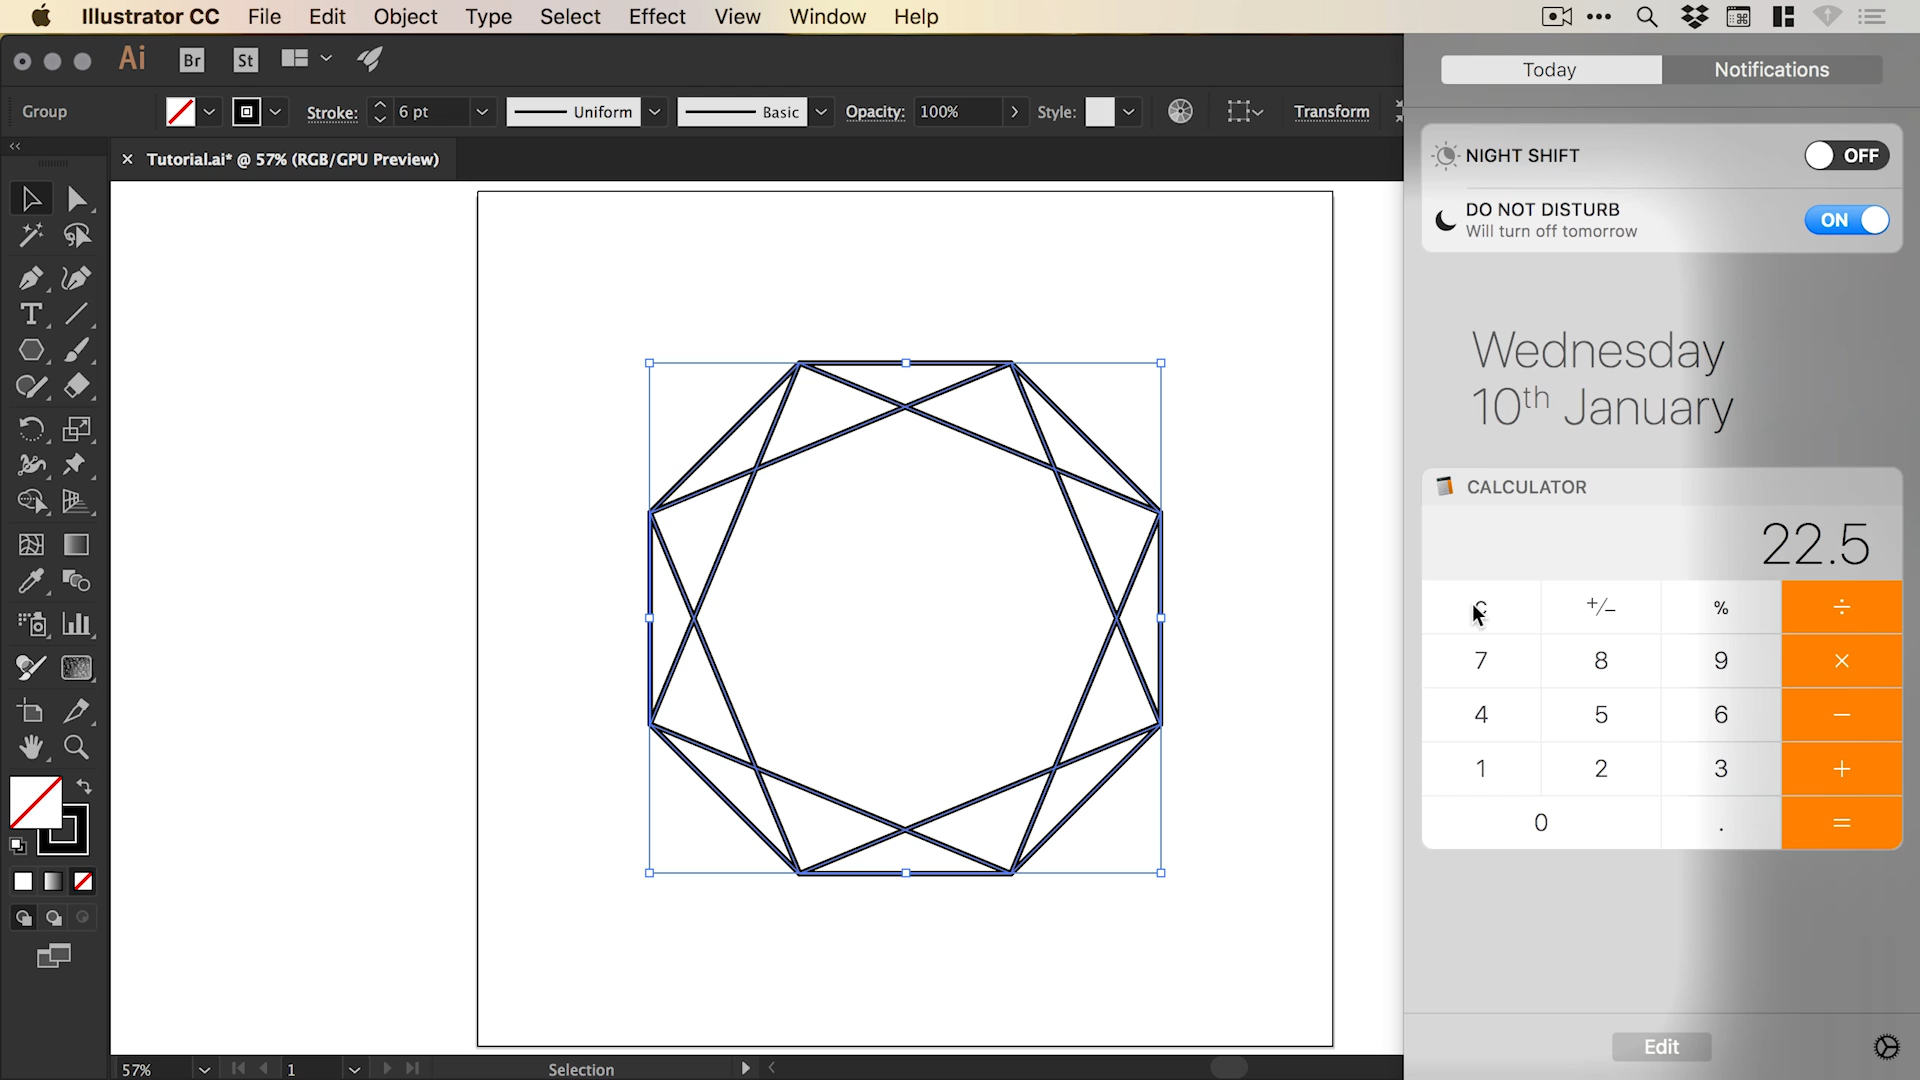 Illustrator CC File Edit Object Type Select Effect View Window Help
Ai Br St
Today Notifications
Group Stroke: 6 pt Uniform Basic Opacity: 100% Style: Transform
× Tutorial.ai* @ 57% (RGB/GPU Preview)
NIGHT SHIFT OFF
DO NOT DISTURB ON
Will turn off tomorrow
Wednesday
10th January
CALCULATOR
22.5
+/− % ÷
7 8 9 ×
4 5 6 −
1 2 3 +
0 . =
Edit
57% 1 Selection